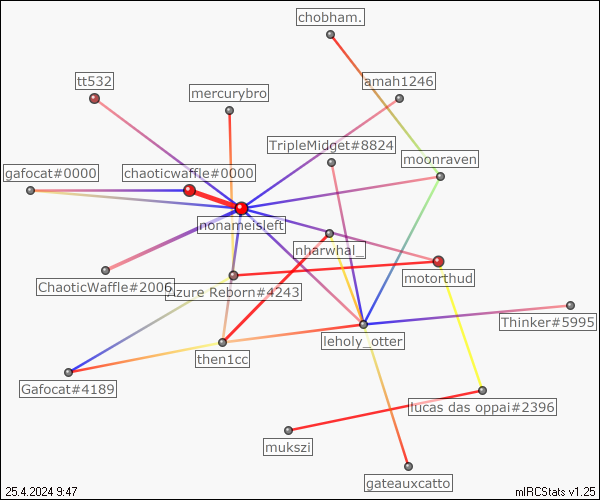 chobham.
tt532
amah1246
mercurybro
TripleMidget#8824
moonraven
gafocat#0000
chaoticwaffle#0000
nonameisleft
nharwhal_
ChaoticWaffle#2006
Azure Reborn#4243
motorthud
Thinker#5995
leholy_otter
then1cc
Gafocat#4189
lucas das oppai#2396
mukszi
gateauxcatto
25.4.2024 9:47
mIRCStats v1.25